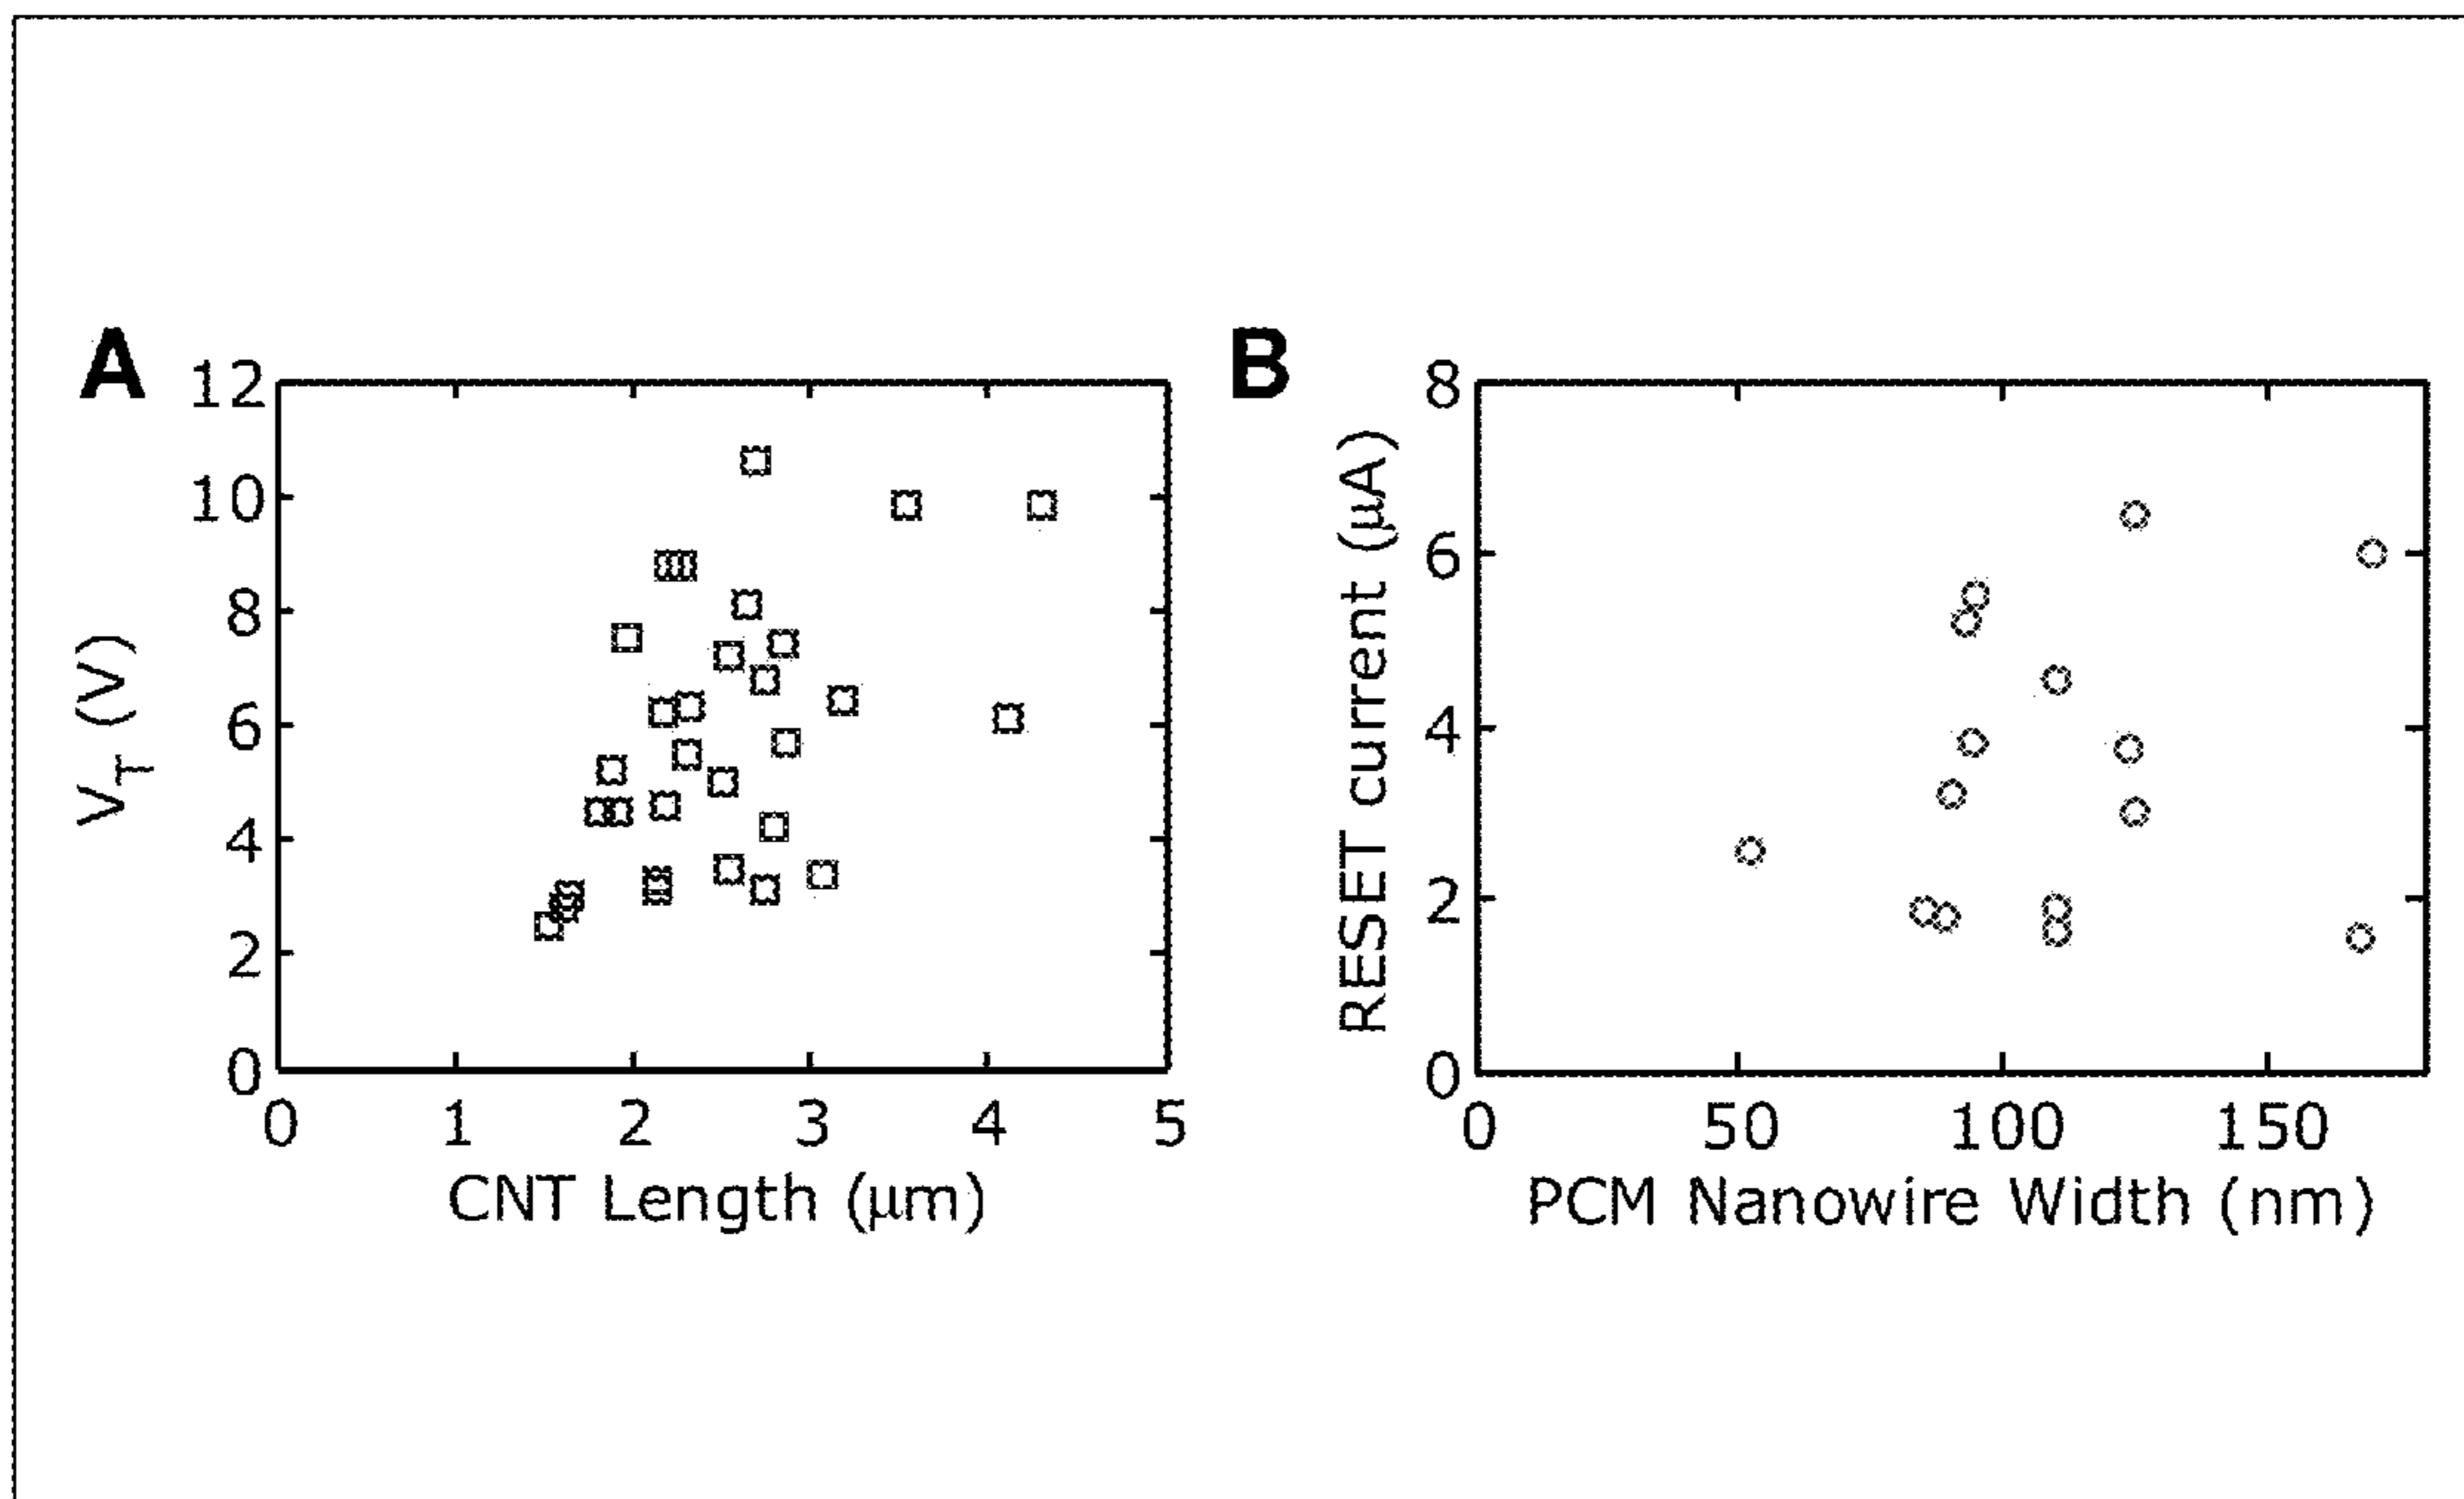 A
12
10
8
6
4
2
0
V_T (V)
0 1 2 3 4 5
CNT Length (μm)
B
8
6
4
2
0
RESET current (μA)
0 50 100 150
PCM Nanowire Width (nm)